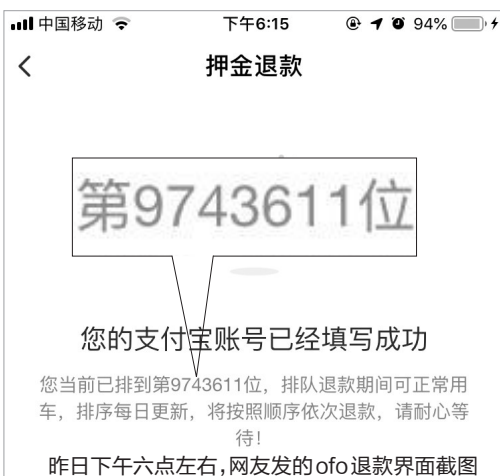 中国移动 下午6:15 94%
押金退款
第9743611位
您的支付宝账号已经填写成功
您当前已排到第9743611位，排队退款期间可正常用
车，排序每日更新，将按照顺序依次退款，请耐心等
待！
昨日下午六点左右，网友发的ofo退款界面截图